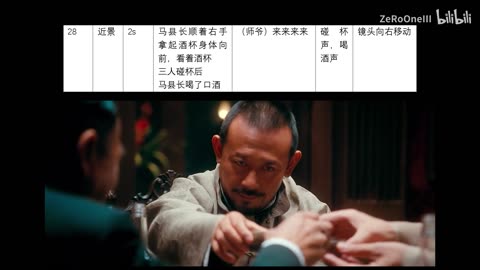 ZeRoOneIII bilibili
28
近景
2s
马县长顺着右手
拿起酒杯身体向
前，看着酒杯
三人碰杯后
马县长喝了口酒
（师爷）来来来来
碰杯
声，喝
酒声
镜头向右移动